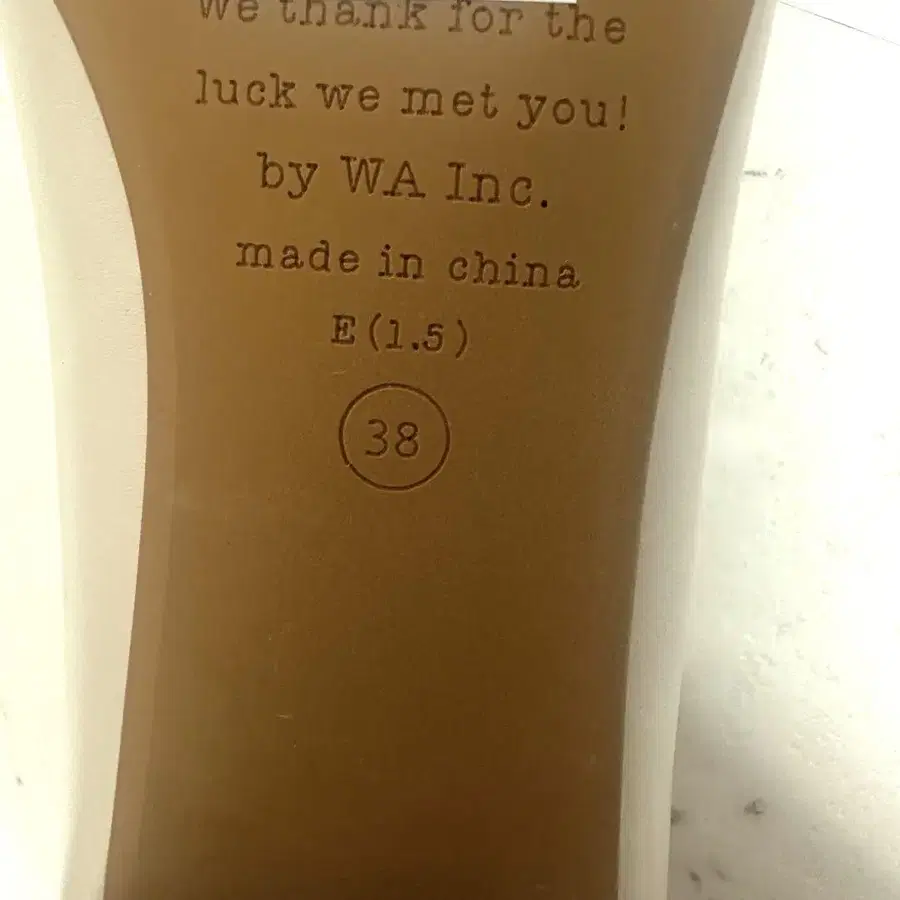 we thank for the
luck we met you!
by WA Inc.
made in china
E(1.5)
38